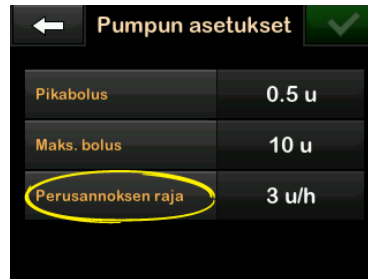 Pumpun asetukset
Pikabolus 0.5 u
Maks. bolus 10 u
Perusannoksen raja 3 u/h